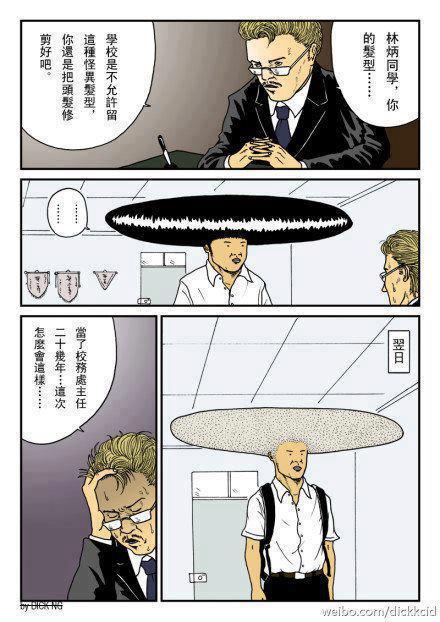 林炳同學，你
的髮型⋯⋯
學校是不允許留
這種怪異髮型，
你還是把頭髮修
剪好吧。
⋯⋯
當了校務處主任
二十幾年⋯這次
怎麼會這樣⋯⋯
翌日
by DICK NG
weibo.com/dickkcid